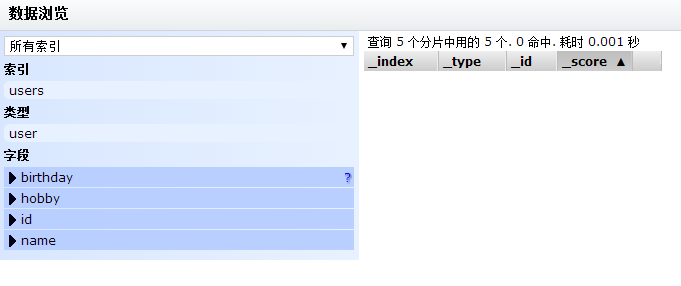 数据浏览
所有索引 ▼
索引
users
类型
user
字段
birthday ?
hobby
id
name
查询 5 个分片中用的 5 个. 0 命中. 耗时 0.001 秒
_index _type _id _score ▲